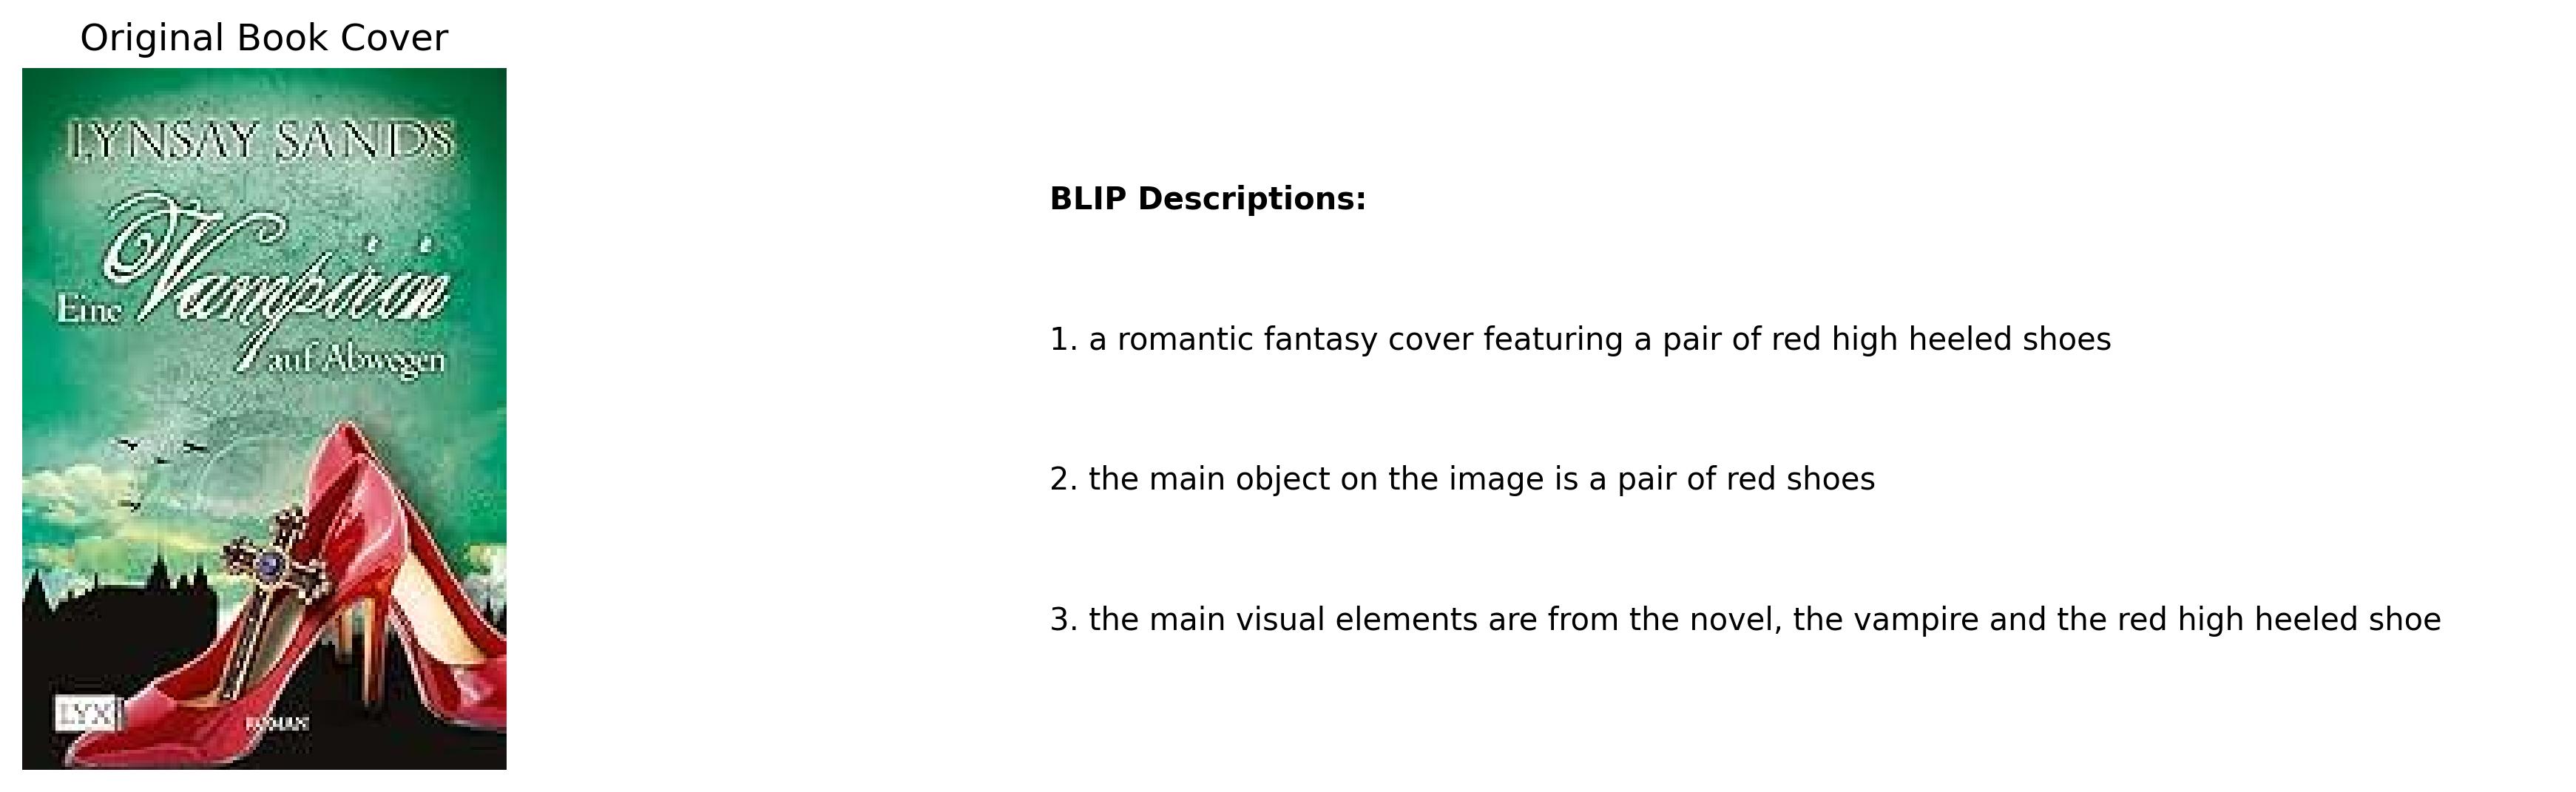 Original Book Cover
LYNSAY SANDS
Eine Vampirin
auf Abwegen
LYX
ROMAN
BLIP Descriptions:
1. a romantic fantasy cover featuring a pair of red high heeled shoes
2. the main object on the image is a pair of red shoes
3. the main visual elements are from the novel, the vampire and the red high heeled shoe